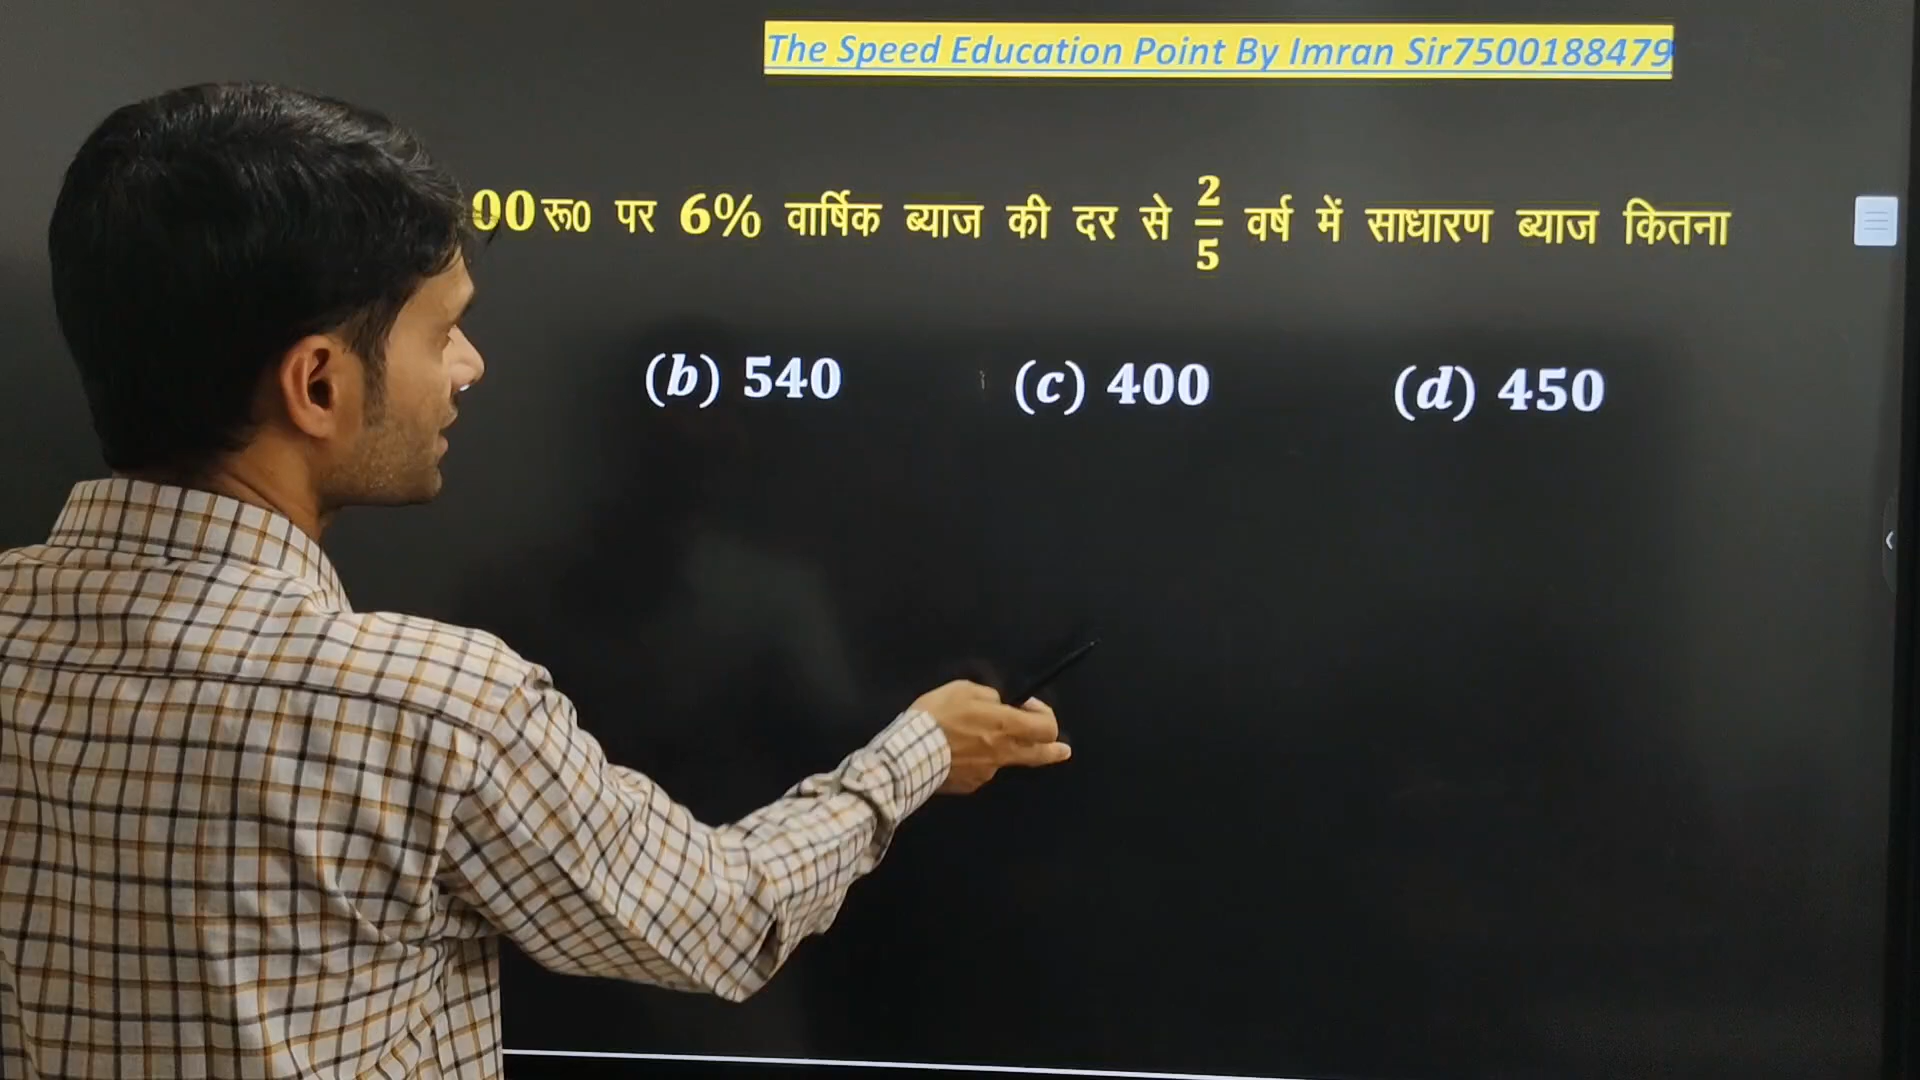 The Speed Education Point By Imran Sir7500188479
00रू0 पर 6% वार्षिक ब्याज की दर से 2/5 वर्ष में साधारण ब्याज कितना
(b) 540 (c) 400 (d) 450